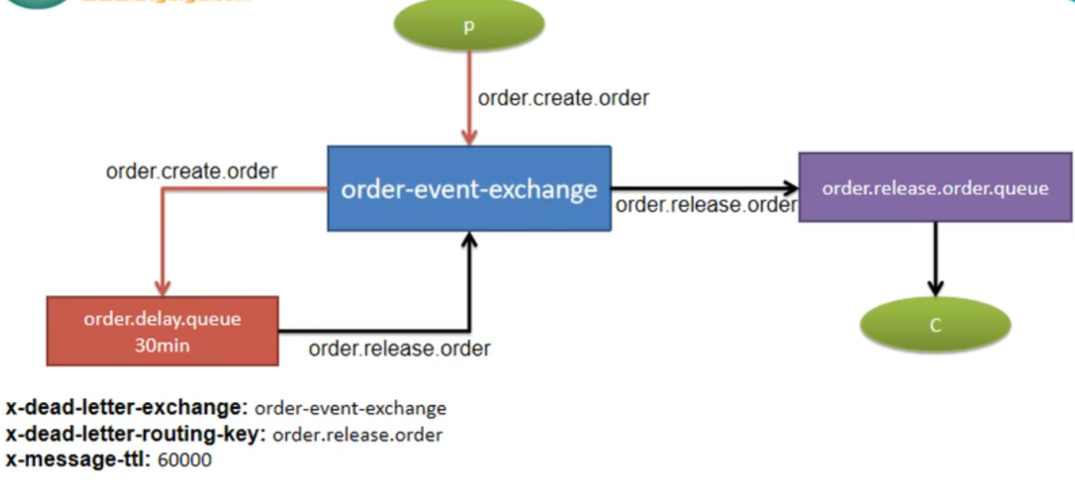 p
order.create.order
order.create.order
order-event-exchange
order.release.order
order.release.order.queue
order.delay.queue
30min
order.release.order
C
x-dead-letter-exchange: order-event-exchange
x-dead-letter-routing-key: order.release.order
x-message-ttl: 60000